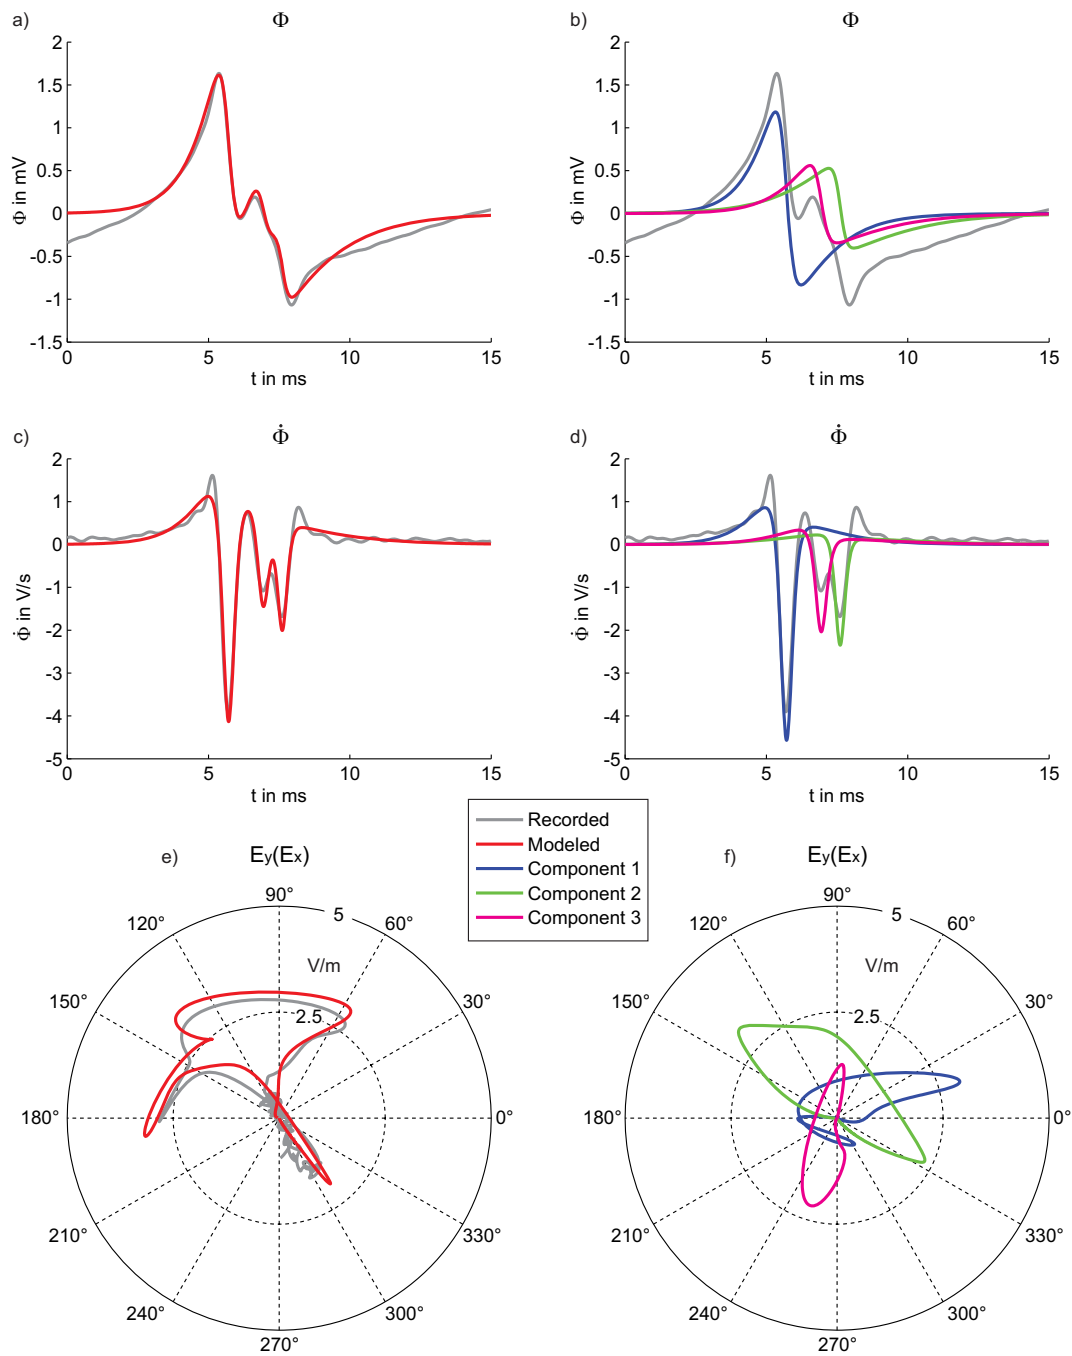 a) Φ
2
1.5
1
0.5
0
-0.5
-1
-1.5
Φ in mV
0 5 10 15
t in ms
b) Φ
2
1.5
1
0.5
0
-0.5
-1
-1.5
Φ in mV
0 5 10 15
t in ms
c) Φ̇
2
1
0
-1
-2
-3
-4
-5
Φ̇ in V/s
0 5 10 15
t in ms
d) Φ̇
2
1
0
-1
-2
-3
-4
-5
Φ̇ in V/s
0 5 10 15
t in ms
Recorded
Modeled
Component 1
Component 2
Component 3
e) Ey(Ex)
90°
120° 5 60°
V/m
150° 2.5 30°
180° 0°
210° 330°
240° 300°
270°
f) Ey(Ex)
90°
120° 5 60°
V/m
150° 2.5 30°
180° 0°
210° 330°
240° 300°
270°